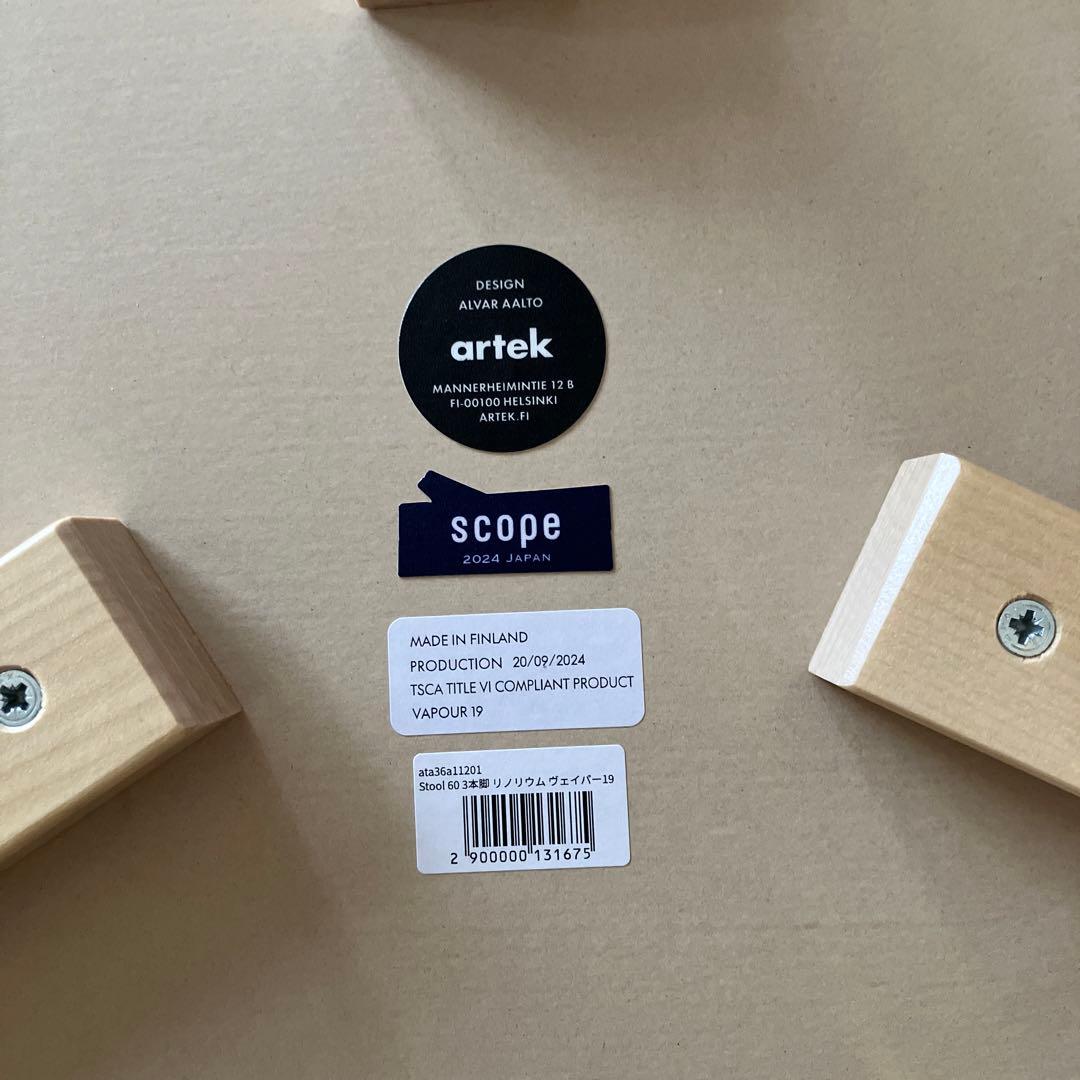 DESIGN
ALVAR AALTO
artek
MANNERHEIMINTIE 12 B
FI-00100 HELSINKI
ARTEK.FI
scope
2024 JAPAN
MADE IN FINLAND
PRODUCTION 20/09/2024
TSCA TITLE VI COMPLIANT PRODUCT
VAPOUR 19
ata36a11201
Stool 60 3本脚 リノリウム ヴェイパー19
2 900000 131675